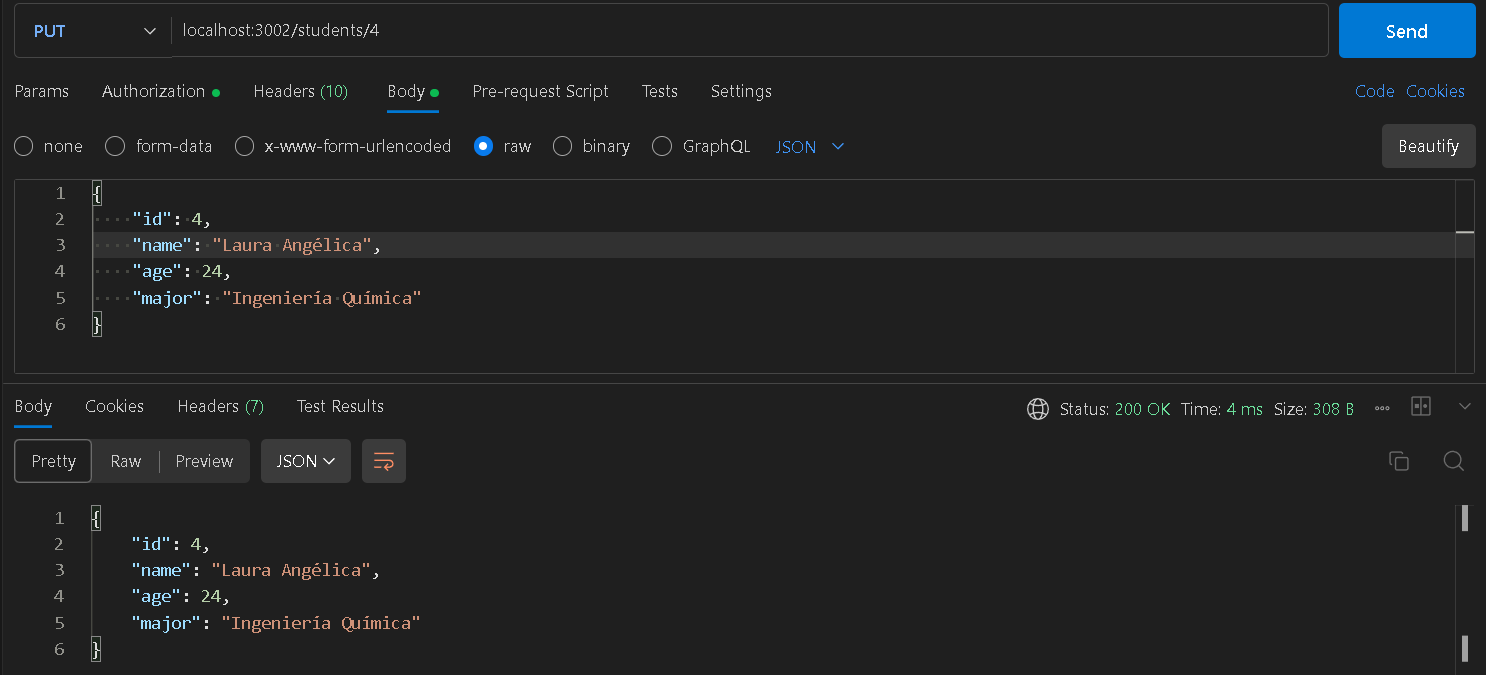 PUT localhost:3002/students/4 Send
Params Authorization Headers (10) Body Pre-request Script Tests Settings Code Cookies
none form-data x-www-form-urlencoded raw binary GraphQL JSON Beautify
1 {
2 "id": 4,
3 "name": "Laura Angélica",
4 "age": 24,
5 "major": "Ingeniería Química"
6 }
Body Cookies Headers (7) Test Results Status: 200 OK Time: 4 ms Size: 308 B
Pretty Raw Preview JSON
1 {
2 "id": 4,
3 "name": "Laura Angélica",
4 "age": 24,
5 "major": "Ingeniería Química"
6 }